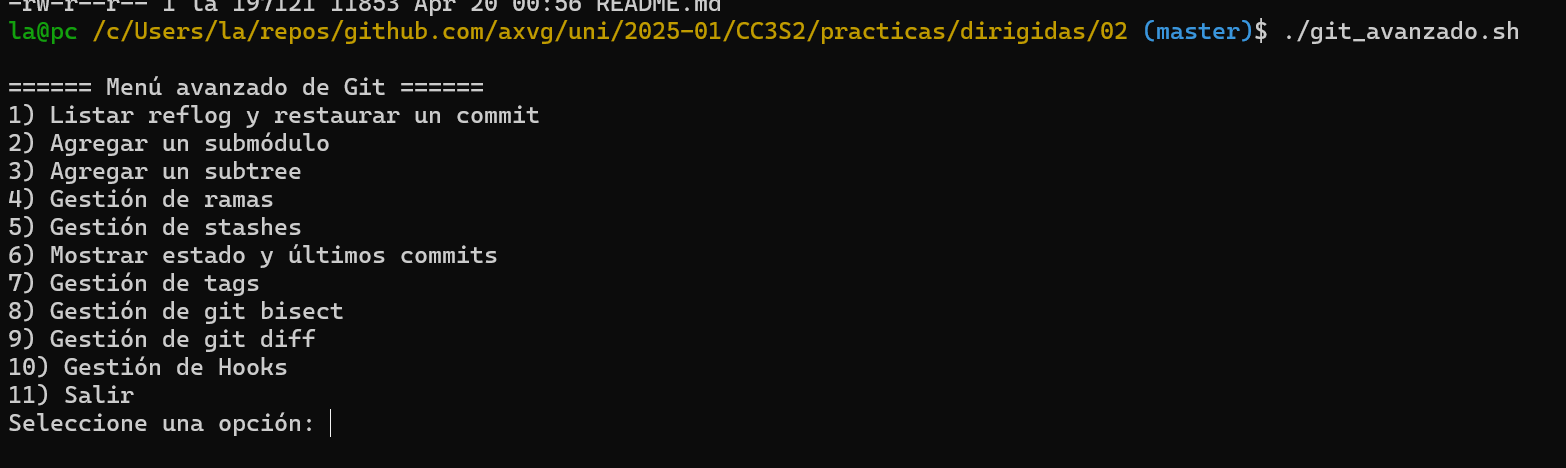 -rw-r--r-- 1 la 197121 11853 Apr 20 00:56 README.md
la@pc /c/Users/la/repos/github.com/axvg/uni/2025-01/CC3S2/practicas/dirigidas/02 (master)$ ./git_avanzado.sh
====== Menú avanzado de Git ======
1) Listar reflog y restaurar un commit
2) Agregar un submódulo
3) Agregar un subtree
4) Gestión de ramas
5) Gestión de stashes
6) Mostrar estado y últimos commits
7) Gestión de tags
8) Gestión de git bisect
9) Gestión de git diff
10) Gestión de Hooks
11) Salir
Seleccione una opción: